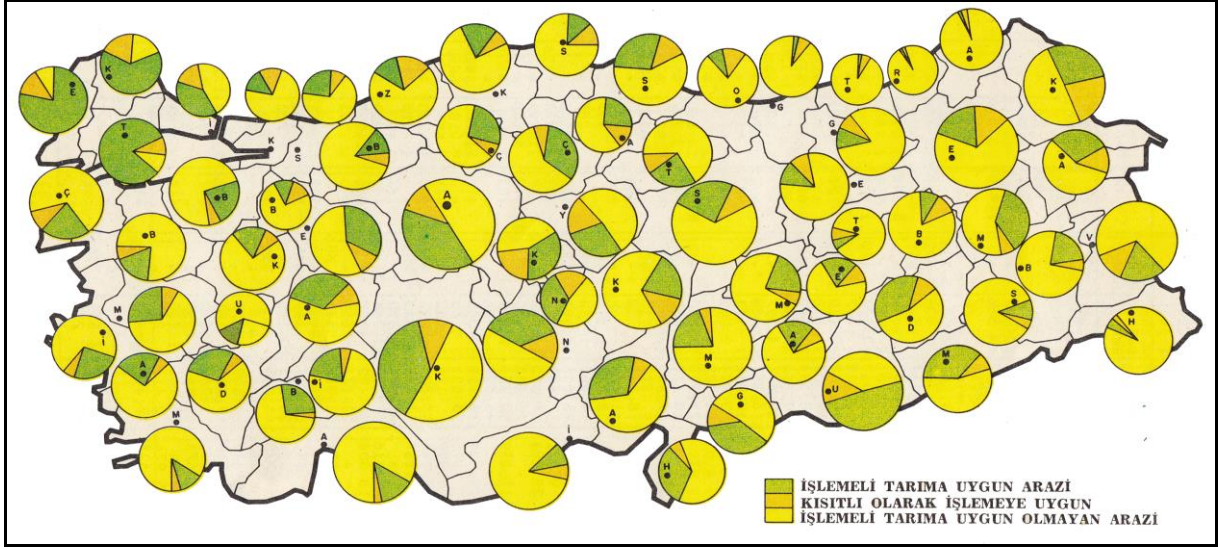 A
S
K
E
Z
K
S
O
G
T
R
K
T
K
S
B
Ç
Ç
A
T
G
E
A
Ç
B
B
A
Y
S
E
B
E
K
K
T
B
M
B
V
M
U
A
N
K
M
E
D
S
H
İ
A
D
B
İ
K
N
M
A
U
M
M
A
İ
A
G
H
İŞLEMELİ TARIMA UYGUN ARAZİ
KISITLI OLARAK İŞLEMEYE UYGUN
İŞLEMELİ TARIMA UYGUN OLMAYAN ARAZİ